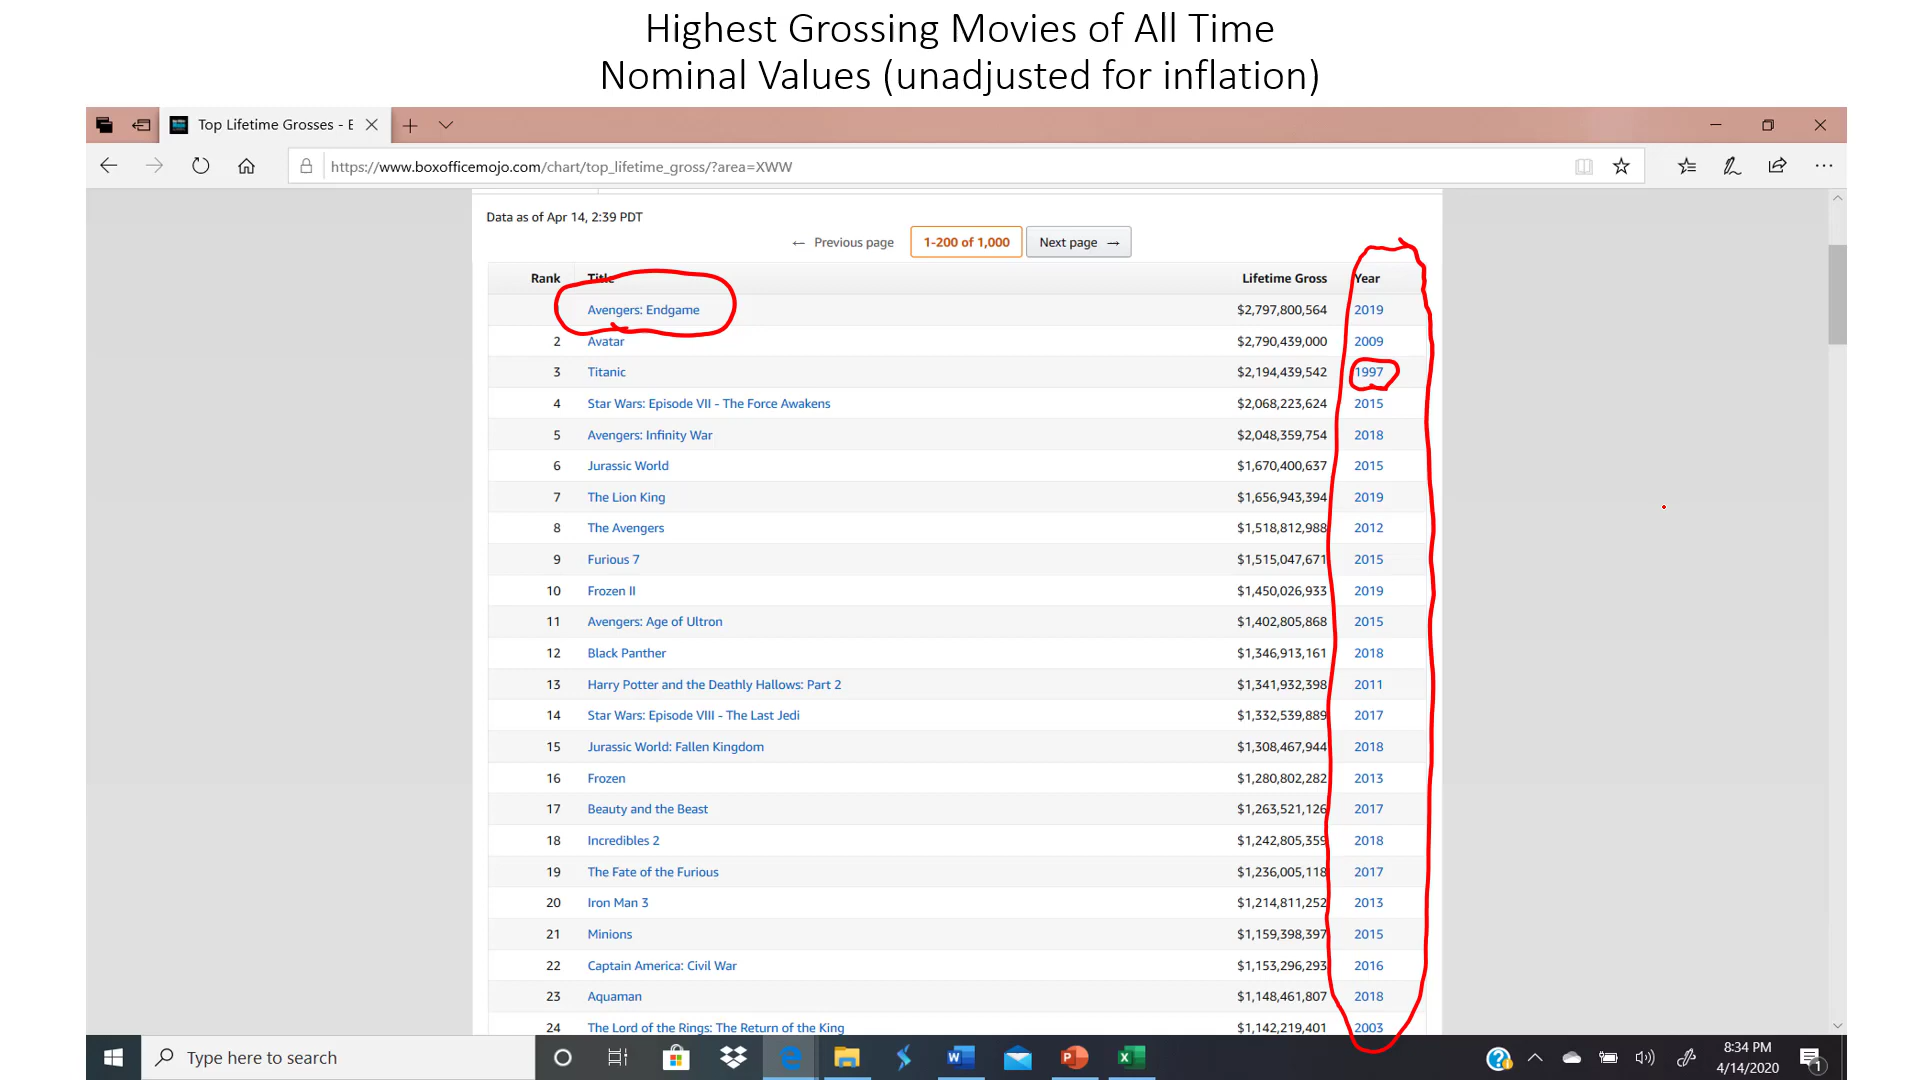 Highest Grossing Movies of All Time
Nominal Values (unadjusted for inflation)
Top Lifetime Grosses - E
https://www.boxofficemojo.com/chart/top_lifetime_gross/?area=XWW
Data as of Apr 14, 2:39 PDT
← Previous page 1-200 of 1,000 Next page →
Rank Title Lifetime Gross Year
Avengers: Endgame $2,797,800,564 2019
2 Avatar $2,790,439,000 2009
3 Titanic $2,194,439,542 1997
4 Star Wars: Episode VII - The Force Awakens $2,068,223,624 2015
5 Avengers: Infinity War $2,048,359,754 2018
6 Jurassic World $1,670,400,637 2015
7 The Lion King $1,656,943,394 2019
8 The Avengers $1,518,812,988 2012
9 Furious 7 $1,515,047,671 2015
10 Frozen II $1,450,026,933 2019
11 Avengers: Age of Ultron $1,402,805,868 2015
12 Black Panther $1,346,913,161 2018
13 Harry Potter and the Deathly Hallows: Part 2 $1,341,932,398 2011
14 Star Wars: Episode VIII - The Last Jedi $1,332,539,889 2017
15 Jurassic World: Fallen Kingdom $1,308,467,944 2018
16 Frozen $1,280,802,282 2013
17 Beauty and the Beast $1,263,521,126 2017
18 Incredibles 2 $1,242,805,359 2018
19 The Fate of the Furious $1,236,005,118 2017
20 Iron Man 3 $1,214,811,252 2013
21 Minions $1,159,398,397 2015
22 Captain America: Civil War $1,153,296,293 2016
23 Aquaman $1,148,461,807 2018
24 The Lord of the Rings: The Return of the King $1,142,219,401 2003
Type here to search
8:34 PM
4/14/2020
1